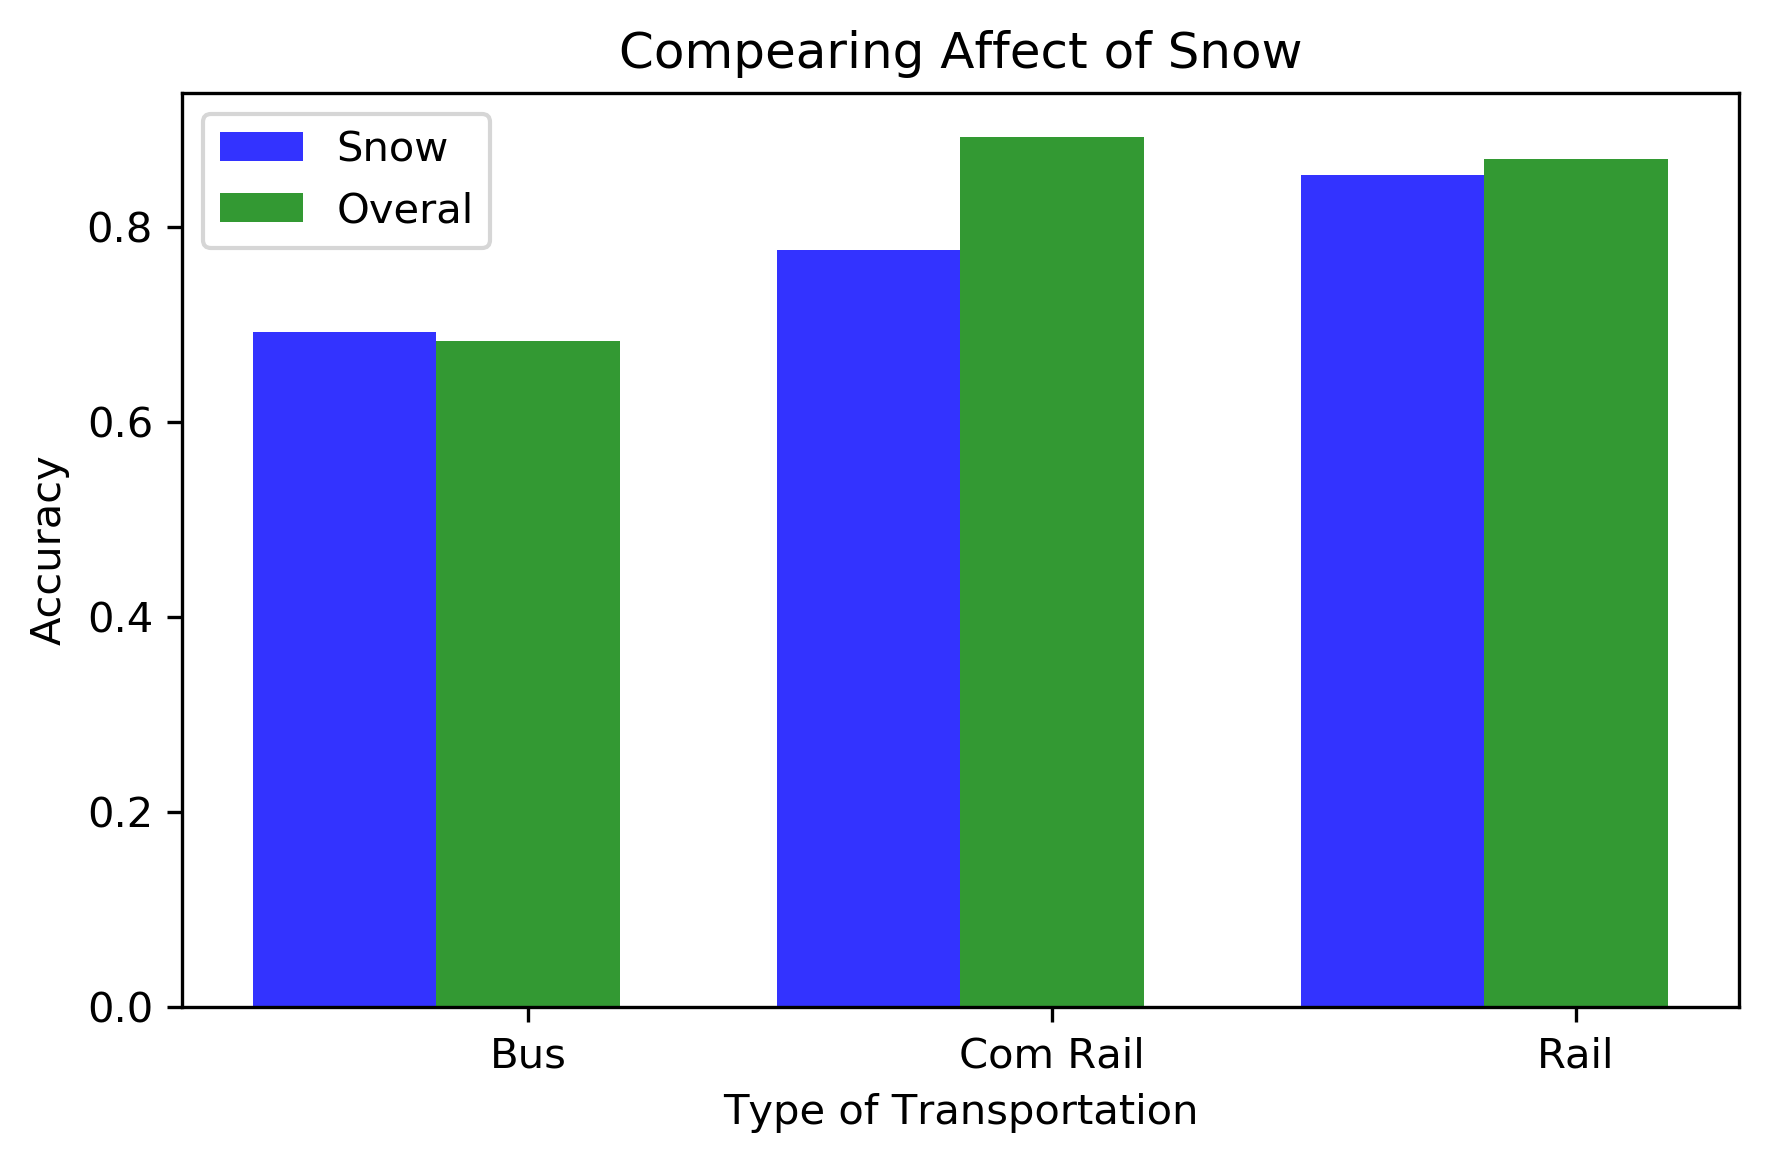 Compearing Affect of Snow
Snow
Overal
0.8
0.6
0.4
0.2
0.0
Accuracy
Bus
Com Rail
Rail
Type of Transportation